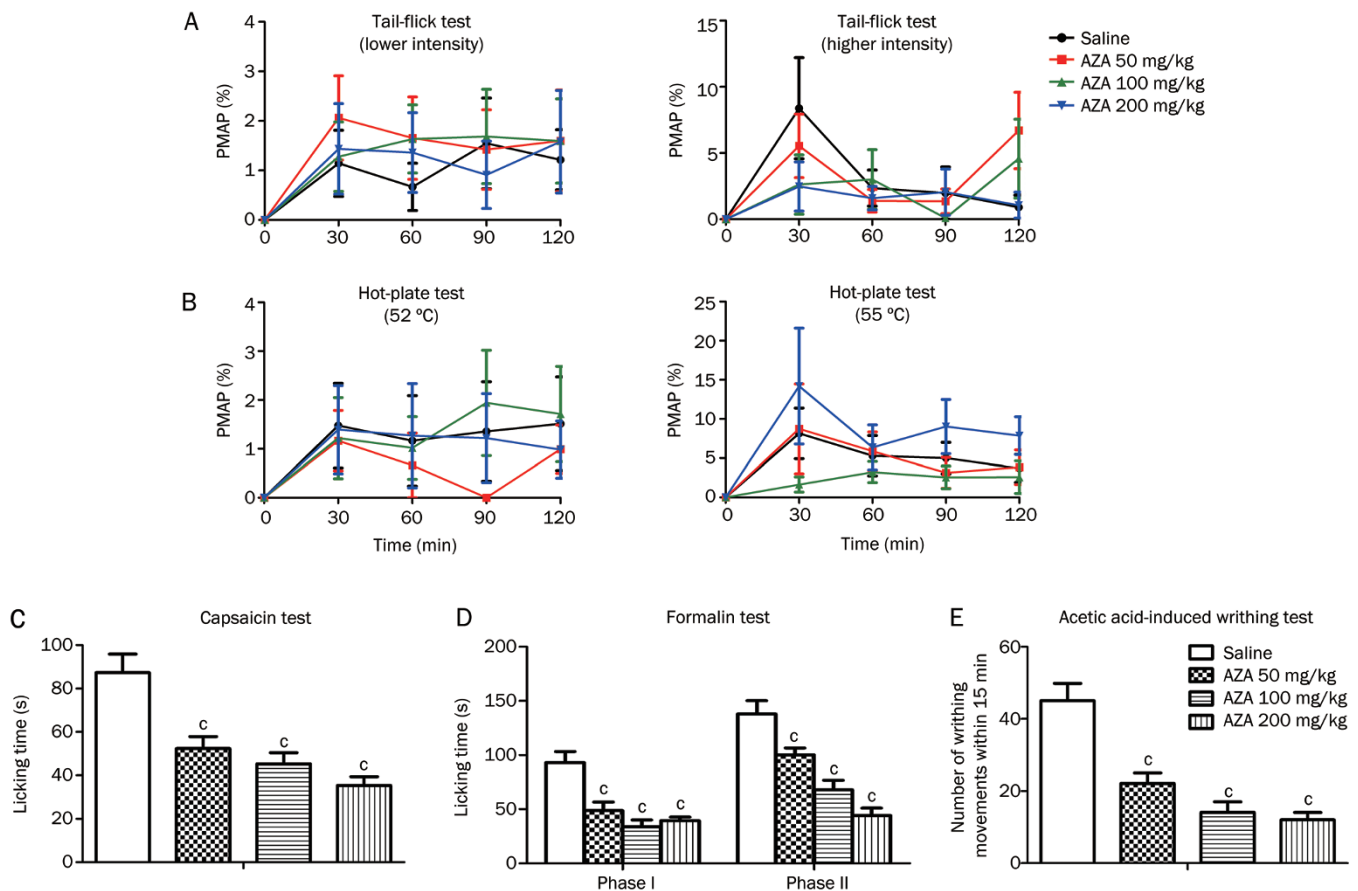 A
Tail-flick test
(lower intensity)
PMAP (%)
4
3
2
1
0
0 30 60 90 120
Tail-flick test
(higher intensity)
PMAP (%)
15
10
5
0
0 30 60 90 120
Saline
AZA 50 mg/kg
AZA 100 mg/kg
AZA 200 mg/kg
B
Hot-plate test
(52 ºC)
PMAP (%)
4
3
2
1
0
0 30 60 90 120
Time (min)
Hot-plate test
(55 ºC)
PMAP (%)
25
20
15
10
5
0
0 30 60 90 120
Time (min)
C
Capsaicin test
Licking time (s)
100
80
60
40
20
0
c c c
D
Formalin test
Licking time (s)
200
150
100
50
0
c c c c c c
Phase I Phase II
E
Acetic acid-induced writhing test
Number of writhing
movements within 15 min
60
40
20
0
Saline
AZA 50 mg/kg
AZA 100 mg/kg
AZA 200 mg/kg
c c c